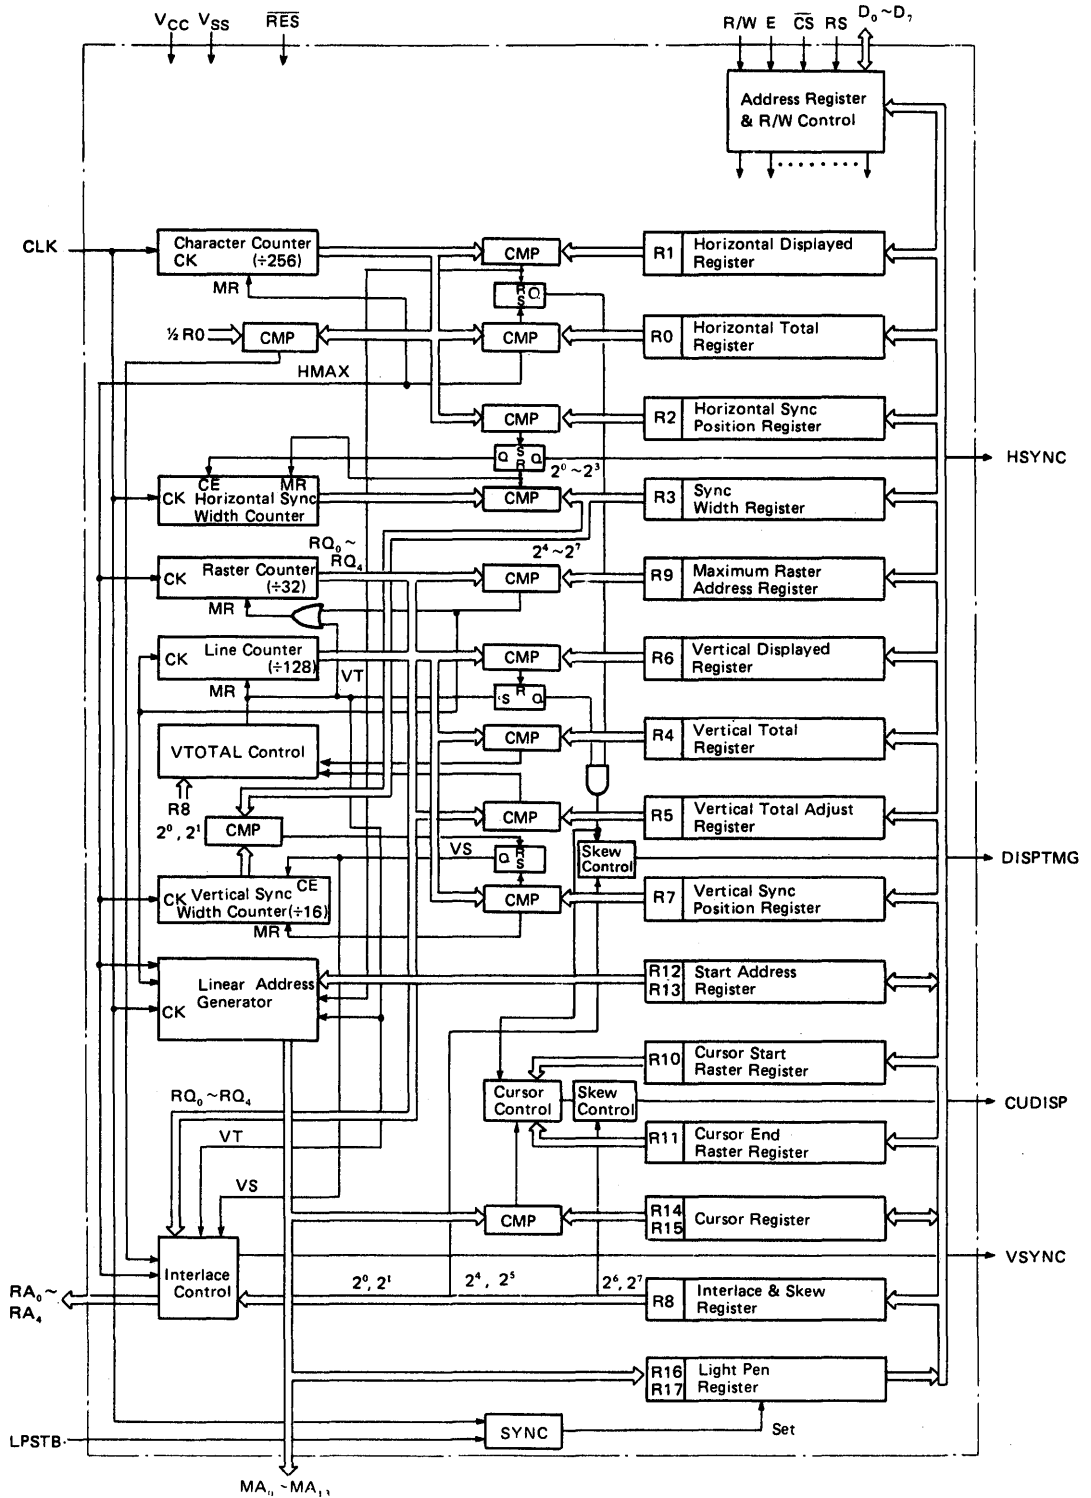 V_CC V_SS RES
R/W E CS RS D₀~D₇
Address Register
& R/W Control
CLK
Character Counter
CK (÷256)
MR
CMP
R1
Horizontal Displayed
Register
R
S
Q
½ R0
CMP
CMP
R0
Horizontal Total
Register
HMAX
CMP
R2
Horizontal Sync
Position Register
Q
S
R
Q
2⁰~2³
HSYNC
CE MR
CK Horizontal Sync
Width Counter
CMP
R3
Sync
Width Register
RQ₀~
RQ₄
2⁴~2⁷
CK
Raster Counter
(÷32)
MR
CMP
R9
Maximum Raster
Address Register
CK
Line Counter
(÷128)
MR
VT
CMP
R6
Vertical Displayed
Register
S
R
Q
VTOTAL Control
CMP
R4
Vertical Total
Register
R8
2⁰, 2¹
CMP
CMP
R5
Vertical Total Adjust
Register
VS
Q
R
S
Skew
Control
DISPTMG
CE
CK Vertical Sync
Width Counter(÷16)
MR
CMP
R7
Vertical Sync
Position Register
Linear Address
Generator
CK
R12
R13
Start Address
Register
R10
Cursor Start
Raster Register
RQ₀~RQ₄
Cursor
Control
Skew
Control
CUDISP
VT
R11
Cursor End
Raster Register
VS
CMP
R14
R15
Cursor Register
VSYNC
Interlace
Control
RA₀~
RA₄
2⁰, 2¹
2⁴, 2⁵
2⁶, 2⁷
R8
Interlace & Skew
Register
R16
R17
Light Pen
Register
LPSTB
SYNC
Set
MA₀~MA₁₃